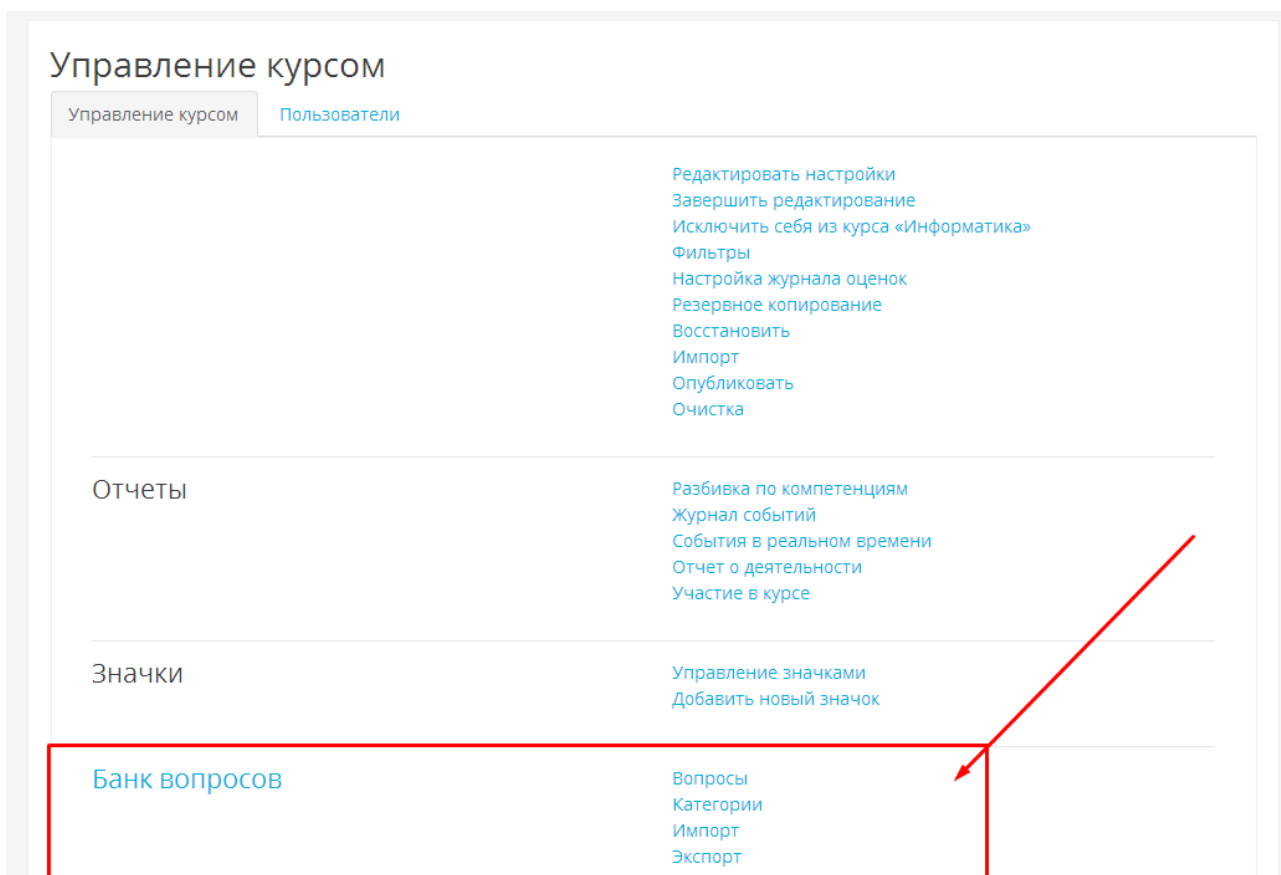 Управление курсом
Управление курсом Пользователи
Редактировать настройки
Завершить редактирование
Исключить себя из курса «Информатика»
Фильтры
Настройка журнала оценок
Резервное копирование
Восстановить
Импорт
Опубликовать
Очистка
Отчеты
Разбивка по компетенциям
Журнал событий
События в реальном времени
Отчет о деятельности
Участие в курсе
Значки
Управление значками
Добавить новый значок
Банк вопросов
Вопросы
Категории
Импорт
Экспорт